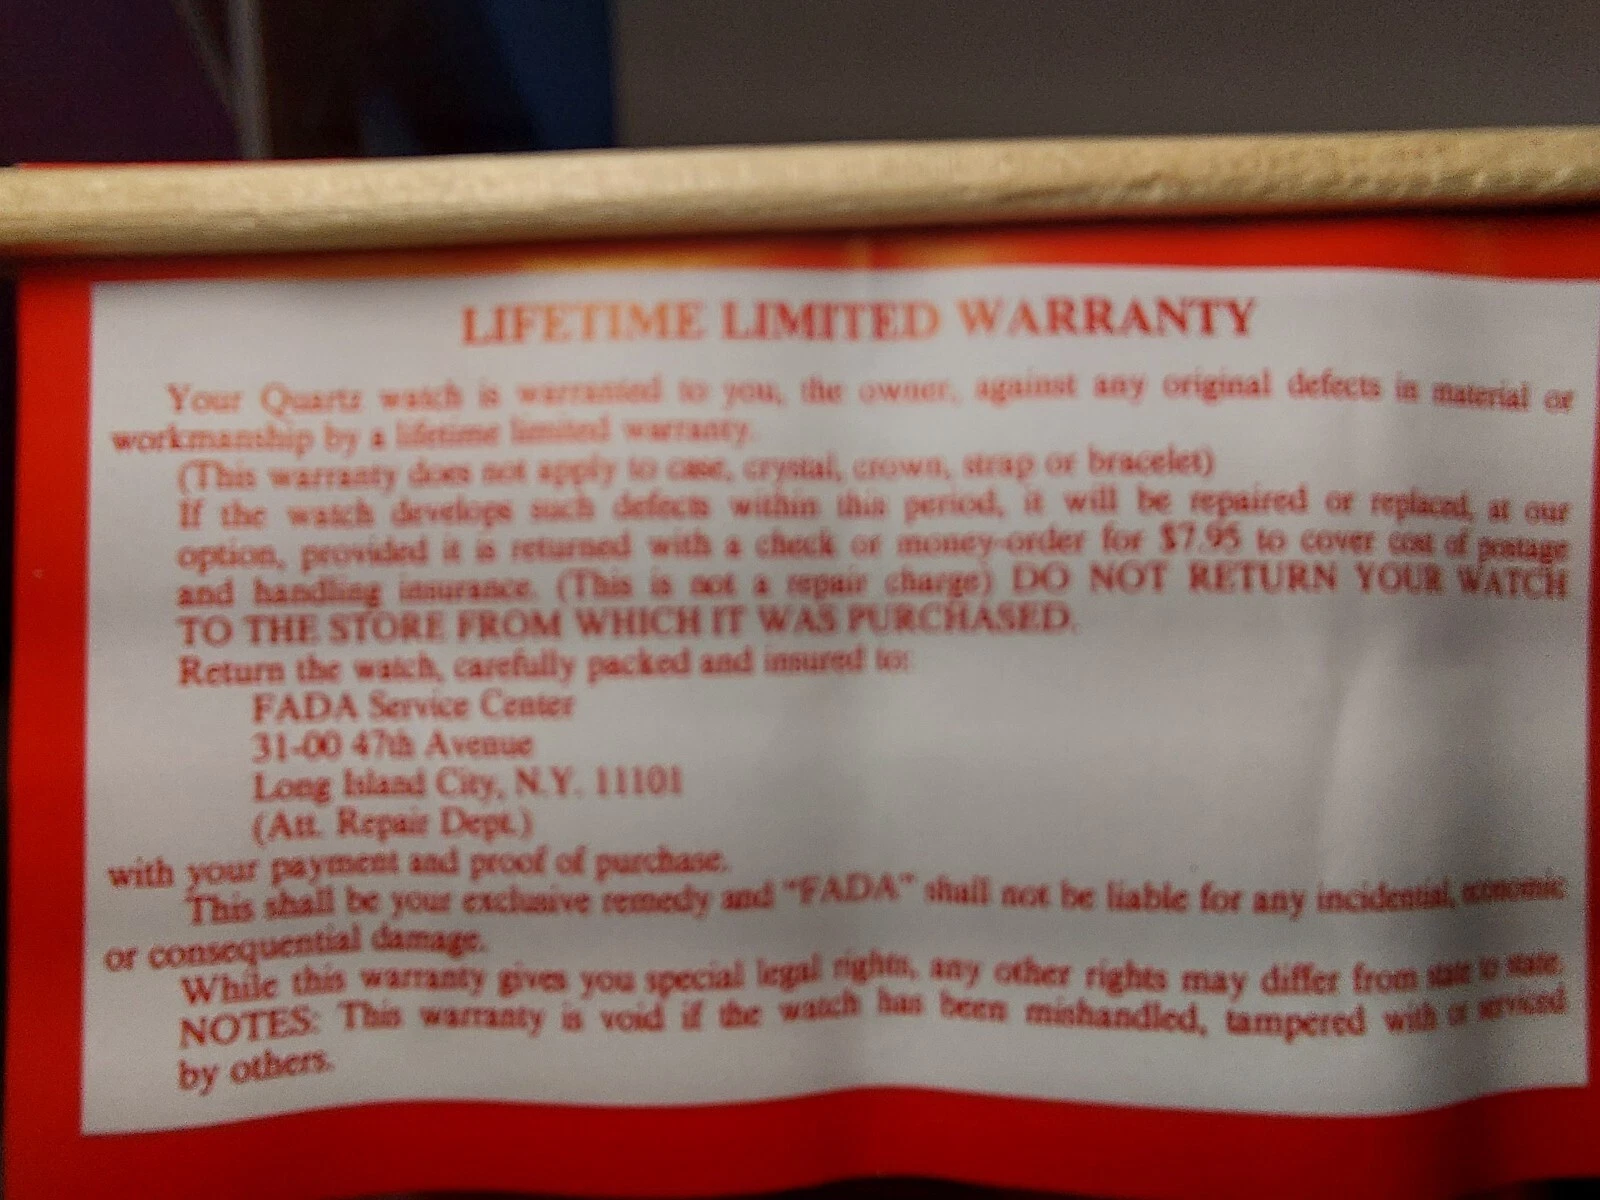 LIFETIME LIMITED WARRANTY
Your Quartz watch is warranted to you, the owner, against any original defects in material or
workmanship by a lifetime limited warranty.
(This warranty does not apply to case, crystal, crown, strap or bracelet)
If the watch develops such defects within this period, it will be repaired or replaced, at our
option, provided it is returned with a check or money-order for $7.95 to cover cost of postage
and handling insurance. (This is not a repair charge) DO NOT RETURN YOUR WATCH
TO THE STORE FROM WHICH IT WAS PURCHASED.
Return the watch, carefully packed and insured to:
FADA Service Center
31-00 47th Avenue
Long Island City, N.Y. 11101
(Att. Repair Dept.)
with your payment and proof of purchase.
This shall be your exclusive remedy and "FADA" shall not be liable for any incidental, economic
or consequential damage.
While this warranty gives you special legal rights, any other rights may differ from state to state.
NOTES: This warranty is void if the watch has been mishandled, tampered with or serviced
by others.